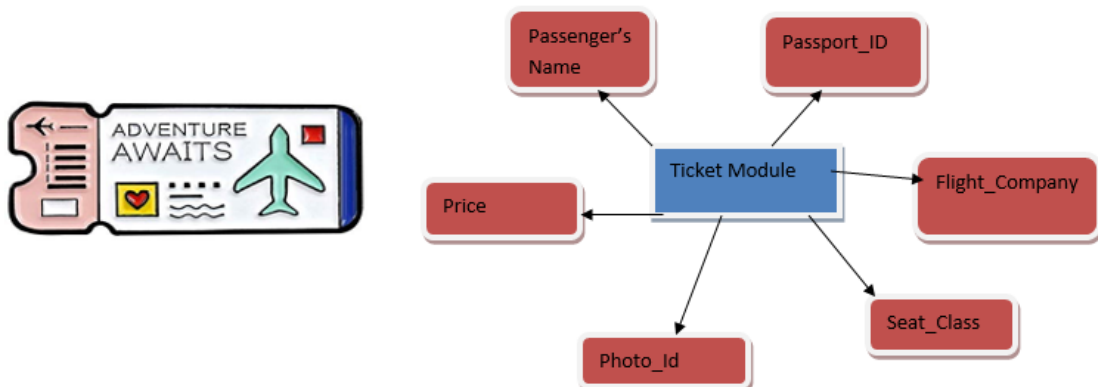 ADVENTURE
AWAITS
Passenger’s
Name
Passport_ID
Ticket Module
Flight_Company
Price
Seat_Class
Photo_Id